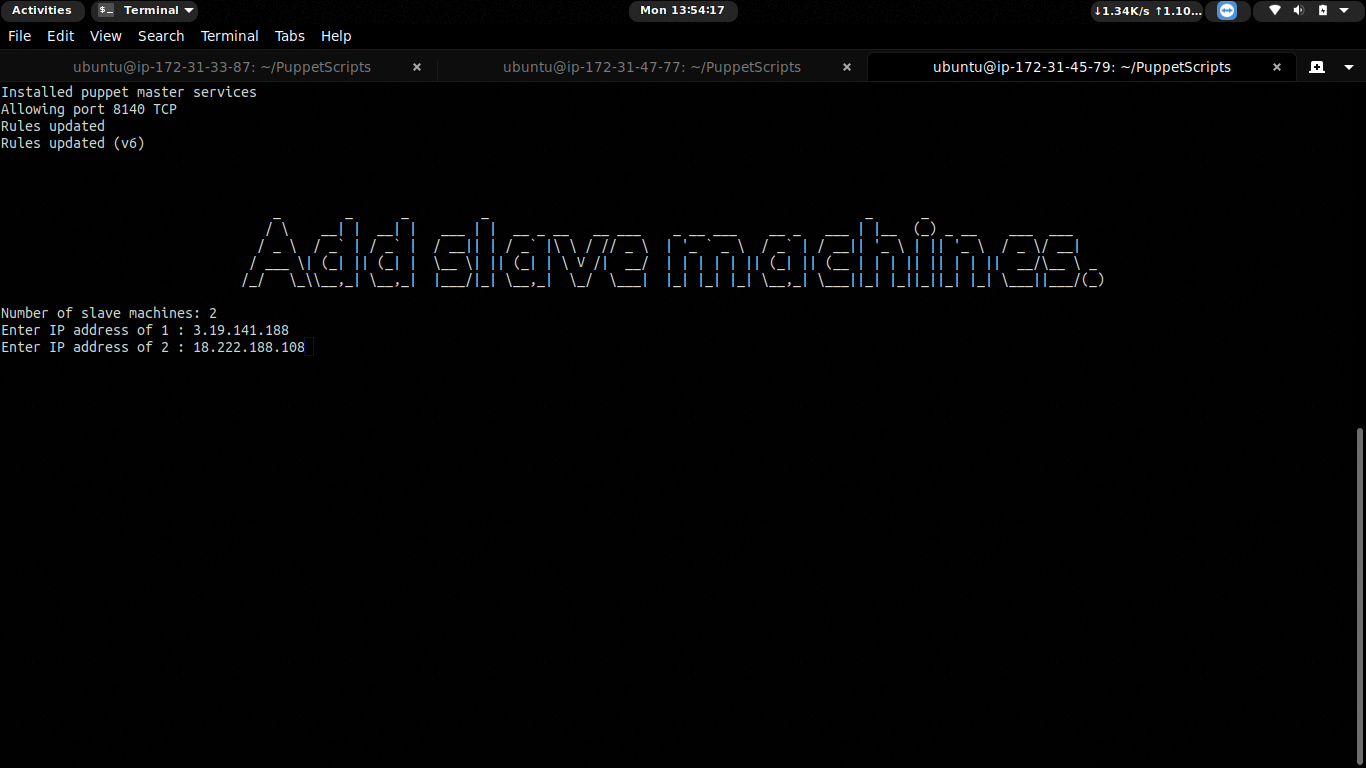 Activities Terminal Mon 13:54:17 ↓1.34K/s ↑1.10...
File Edit View Search Terminal Tabs Help
ubuntu@ip-172-31-33-87: ~/PuppetScripts ubuntu@ip-172-31-47-77: ~/PuppetScripts ubuntu@ip-172-31-45-79: ~/PuppetScripts
Installed puppet master services
Allowing port 8140 TCP
Rules updated
Rules updated (v6)
Add slave machines.
Number of slave machines: 2
Enter IP address of 1 : 3.19.141.188
Enter IP address of 2 : 18.222.188.108